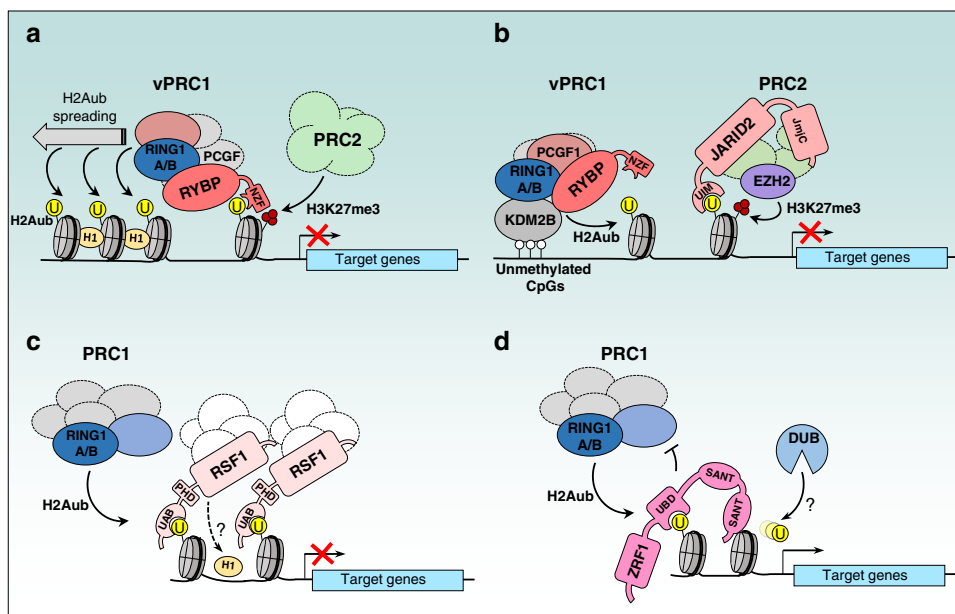 a
vPRC1
H2Aub
spreading
RING1
A/B
PCGF
RYBP
NZF
PRC2
U
U
U
U
H2Aub
H3K27me3
H1
H1
Target genes
b
vPRC1
PRC2
PCGF1
RING1
A/B
RYBP
NZF
KDM2B
H2Aub
U
Unmethylated
CpGs
JARID2
JmjC
UIM
EZH2
U
H3K27me3
Target genes
c
PRC1
RING1
A/B
H2Aub
RSF1
RSF1
PHD
PHD
UAB
UAB
U
U
?
H1
Target genes
d
PRC1
RING1
A/B
H2Aub
DUB
?
UBD
SANT
SANT
ZRF1
U
U
Target genes